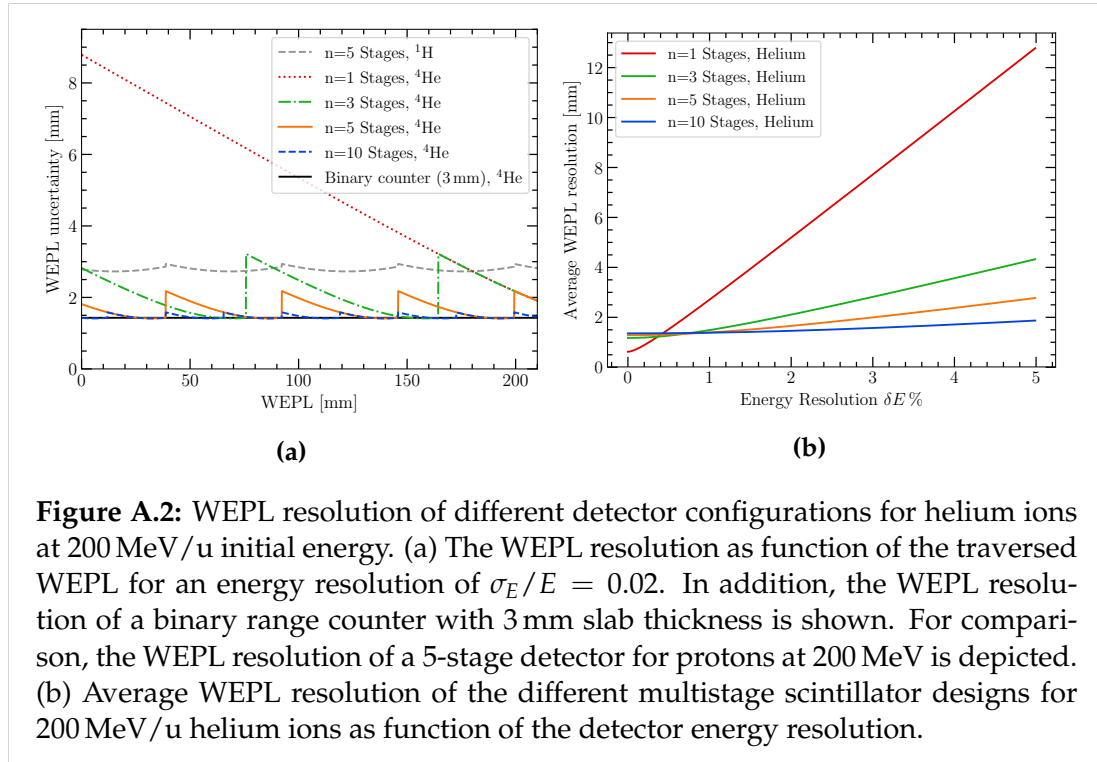 n=5 Stages, ¹H
n=1 Stages, ⁴He
n=3 Stages, ⁴He
n=5 Stages, ⁴He
n=10 Stages, ⁴He
Binary counter (3 mm), ⁴He
WEPL uncertainty [mm]
8
6
4
2
0
0 50 100 150 200
WEPL [mm]
(a)
n=1 Stages, Helium
n=3 Stages, Helium
n=5 Stages, Helium
n=10 Stages, Helium
Average WEPL resolution [mm]
12
10
8
6
4
2
0
0 1 2 3 4 5
Energy Resolution δE %
(b)
Figure A.2: WEPL resolution of different detector configurations for helium ions
at 200 MeV/u initial energy. (a) The WEPL resolution as function of the traversed
WEPL for an energy resolution of σ_E/E = 0.02. In addition, the WEPL resolu-
tion of a binary range counter with 3 mm slab thickness is shown. For compari-
son, the WEPL resolution of a 5-stage detector for protons at 200 MeV is depicted.
(b) Average WEPL resolution of the different multistage scintillator designs for
200 MeV/u helium ions as function of the detector energy resolution.